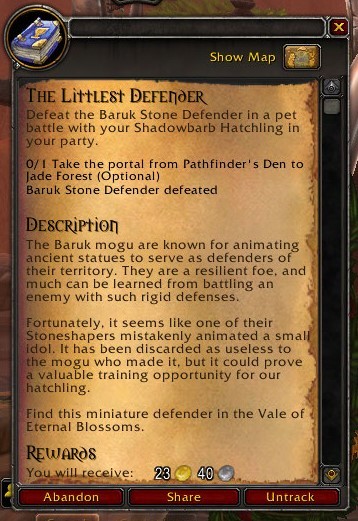 Show Map
The Littlest Defender
Defeat the Baruk Stone Defender in a pet
battle with your Shadowbarb Hatchling in
your party.
0/1 Take the portal from Pathfinder's Den to
Jade Forest (Optional)
Baruk Stone Defender defeated
Description
The Baruk mogu are known for animating
ancient statues to serve as defenders of
their territory. They are a resilient foe, and
much can be learned from battling an
enemy with such rigid defenses.
Fortunately, it seems like one of their
Stoneshapers mistakenly animated a small
idol. It has been discarded as useless to
the mogu who made it, but it could prove
a valuable training opportunity for our
hatchling.
Find this miniature defender in the Vale of
Eternal Blossoms.
Rewards
You will receive: 23 40
Abandon Share Untrack